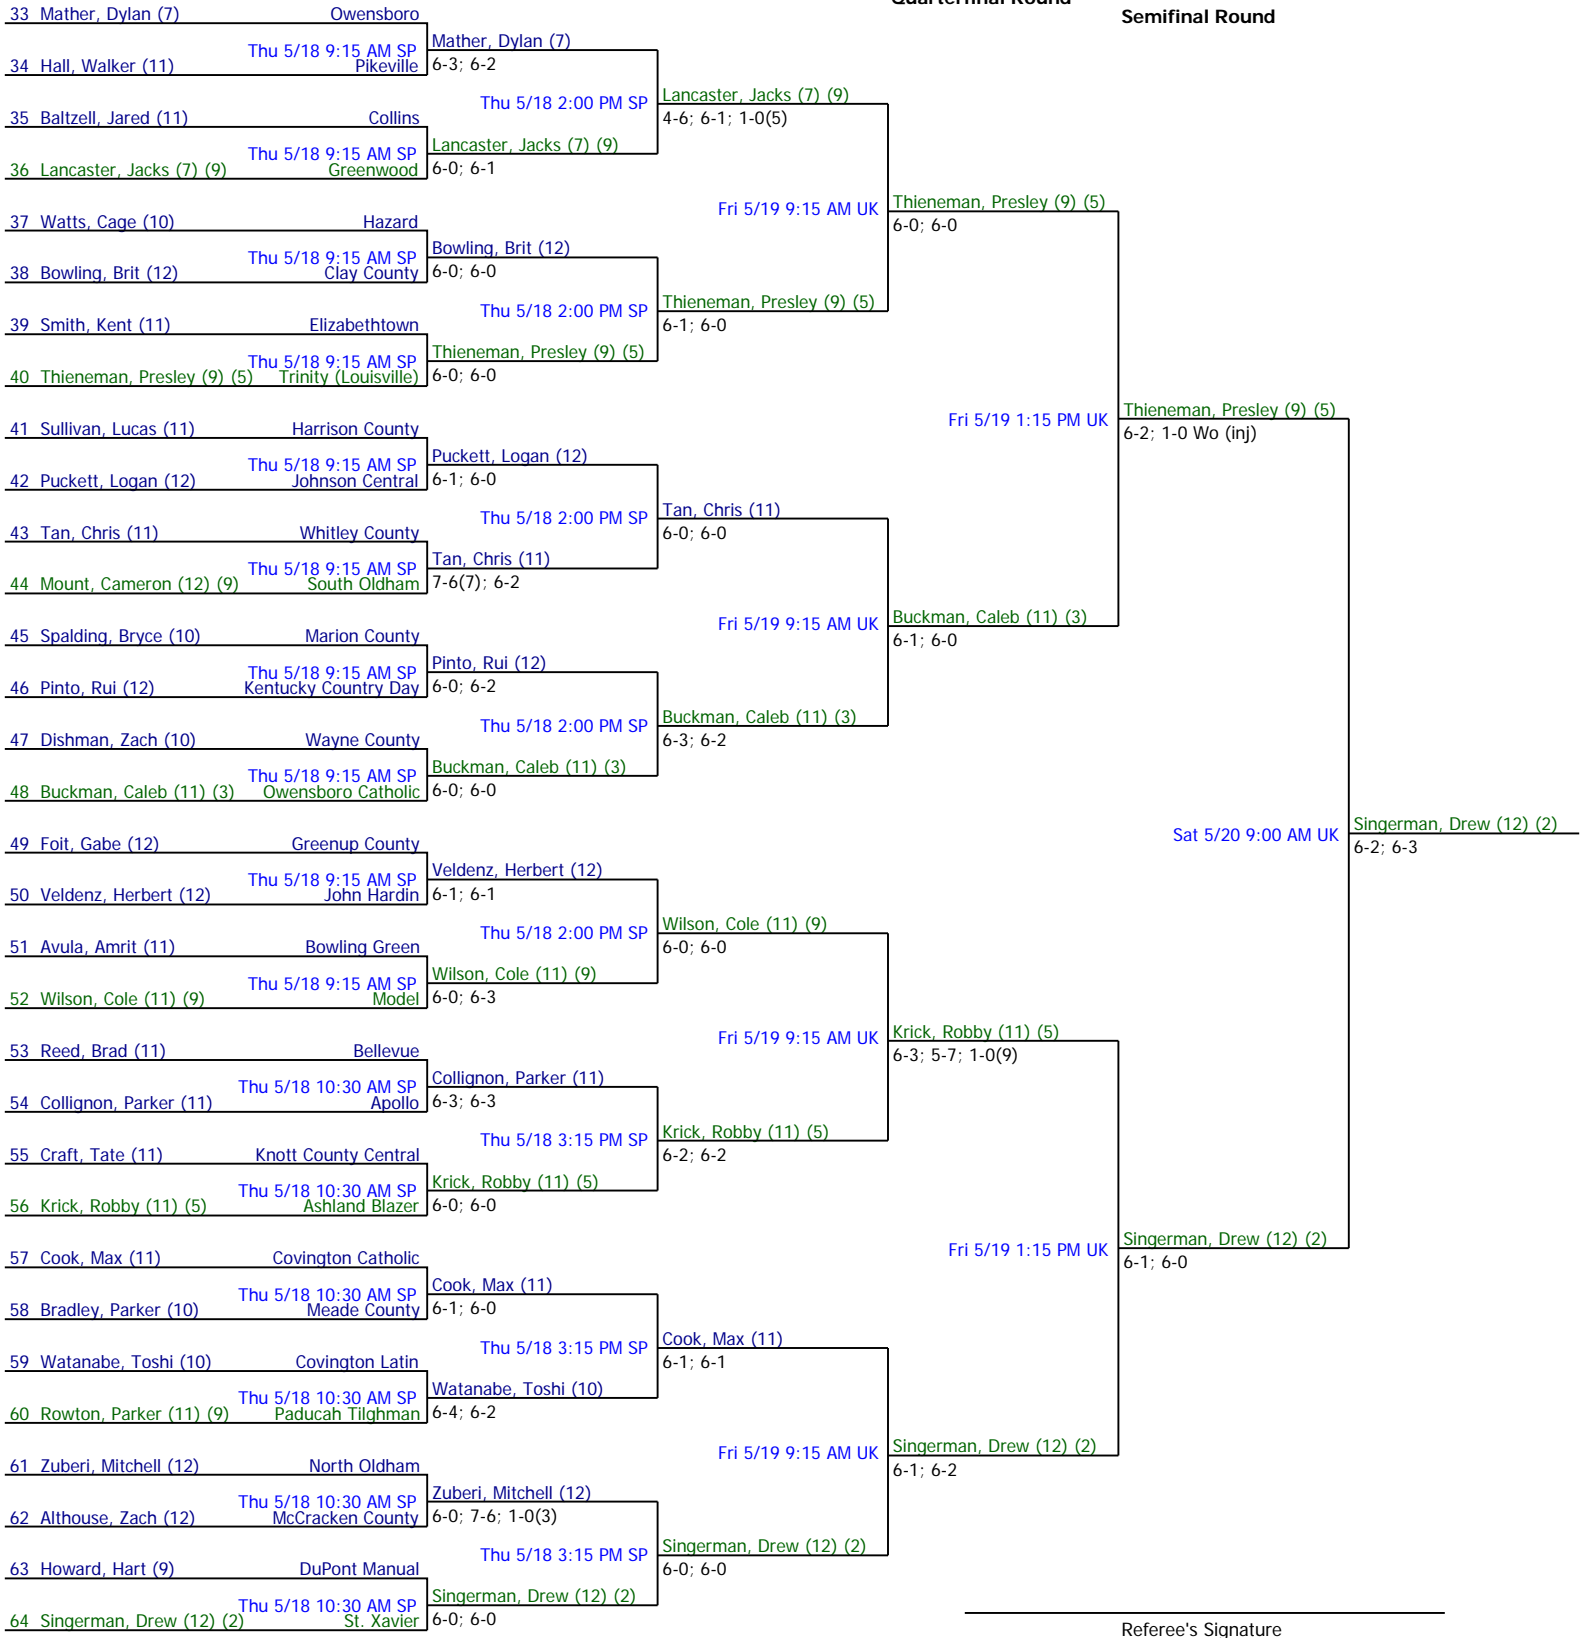 Quarterfinal Round
Semifinal Round
33 Mather, Dylan (7) Owensboro
Thu 5/18 9:15 AM SP
34 Hall, Walker (11) Pikeville
Mather, Dylan (7)
6-3; 6-2
Thu 5/18 2:00 PM SP
Lancaster, Jacks (7) (9)
4-6; 6-1; 1-0(5)
35 Baltzell, Jared (11) Collins
Thu 5/18 9:15 AM SP
36 Lancaster, Jacks (7) (9) Greenwood
Lancaster, Jacks (7) (9)
6-0; 6-1
Fri 5/19 9:15 AM UK
Thieneman, Presley (9) (5)
6-0; 6-0
37 Watts, Cage (10) Hazard
Thu 5/18 9:15 AM SP
38 Bowling, Brit (12) Clay County
Bowling, Brit (12)
6-0; 6-0
Thu 5/18 2:00 PM SP
Thieneman, Presley (9) (5)
6-1; 6-0
39 Smith, Kent (11) Elizabethtown
Thu 5/18 9:15 AM SP
40 Thieneman, Presley (9) (5) Trinity (Louisville)
Thieneman, Presley (9) (5)
6-0; 6-0
Fri 5/19 1:15 PM UK
Thieneman, Presley (9) (5)
6-2; 1-0 Wo (inj)
41 Sullivan, Lucas (11) Harrison County
Thu 5/18 9:15 AM SP
42 Puckett, Logan (12) Johnson Central
Puckett, Logan (12)
6-1; 6-0
Thu 5/18 2:00 PM SP
Tan, Chris (11)
6-0; 6-0
43 Tan, Chris (11) Whitley County
Thu 5/18 9:15 AM SP
44 Mount, Cameron (12) (9) South Oldham
Tan, Chris (11)
7-6(7); 6-2
Fri 5/19 9:15 AM UK
Buckman, Caleb (11) (3)
6-1; 6-0
45 Spalding, Bryce (10) Marion County
Thu 5/18 9:15 AM SP
46 Pinto, Rui (12) Kentucky Country Day
Pinto, Rui (12)
6-0; 6-2
Thu 5/18 2:00 PM SP
Buckman, Caleb (11) (3)
6-3; 6-2
47 Dishman, Zach (10) Wayne County
Thu 5/18 9:15 AM SP
48 Buckman, Caleb (11) (3) Owensboro Catholic
Buckman, Caleb (11) (3)
6-0; 6-0
Sat 5/20 9:00 AM UK
Singerman, Drew (12) (2)
6-2; 6-3
49 Foit, Gabe (12) Greenup County
Thu 5/18 9:15 AM SP
50 Veldenz, Herbert (12) John Hardin
Veldenz, Herbert (12)
6-1; 6-1
Thu 5/18 2:00 PM SP
Wilson, Cole (11) (9)
6-0; 6-0
51 Avula, Amrit (11) Bowling Green
Thu 5/18 9:15 AM SP
52 Wilson, Cole (11) (9) Model
Wilson, Cole (11) (9)
6-0; 6-3
Fri 5/19 9:15 AM UK
Krick, Robby (11) (5)
6-3; 5-7; 1-0(9)
53 Reed, Brad (11) Bellevue
Thu 5/18 10:30 AM SP
54 Collignon, Parker (11) Apollo
Collignon, Parker (11)
6-3; 6-3
Thu 5/18 3:15 PM SP
Krick, Robby (11) (5)
6-2; 6-2
55 Craft, Tate (11) Knott County Central
Thu 5/18 10:30 AM SP
56 Krick, Robby (11) (5) Ashland Blazer
Krick, Robby (11) (5)
6-0; 6-0
Fri 5/19 1:15 PM UK
Singerman, Drew (12) (2)
6-1; 6-0
57 Cook, Max (11) Covington Catholic
Thu 5/18 10:30 AM SP
58 Bradley, Parker (10) Meade County
Cook, Max (11)
6-1; 6-0
Thu 5/18 3:15 PM SP
Cook, Max (11)
6-1; 6-1
59 Watanabe, Toshi (10) Covington Latin
Thu 5/18 10:30 AM SP
60 Rowton, Parker (11) (9) Paducah Tilghman
Watanabe, Toshi (10)
6-4; 6-2
Fri 5/19 9:15 AM UK
Singerman, Drew (12) (2)
6-1; 6-2
61 Zuberi, Mitchell (12) North Oldham
Thu 5/18 10:30 AM SP
62 Althouse, Zach (12) McCracken County
Zuberi, Mitchell (12)
6-0; 7-6; 1-0(3)
Thu 5/18 3:15 PM SP
Singerman, Drew (12) (2)
6-0; 6-0
63 Howard, Hart (9) DuPont Manual
Thu 5/18 10:30 AM SP
64 Singerman, Drew (12) (2) St. Xavier
Singerman, Drew (12) (2)
6-0; 6-0
Referee's Signature